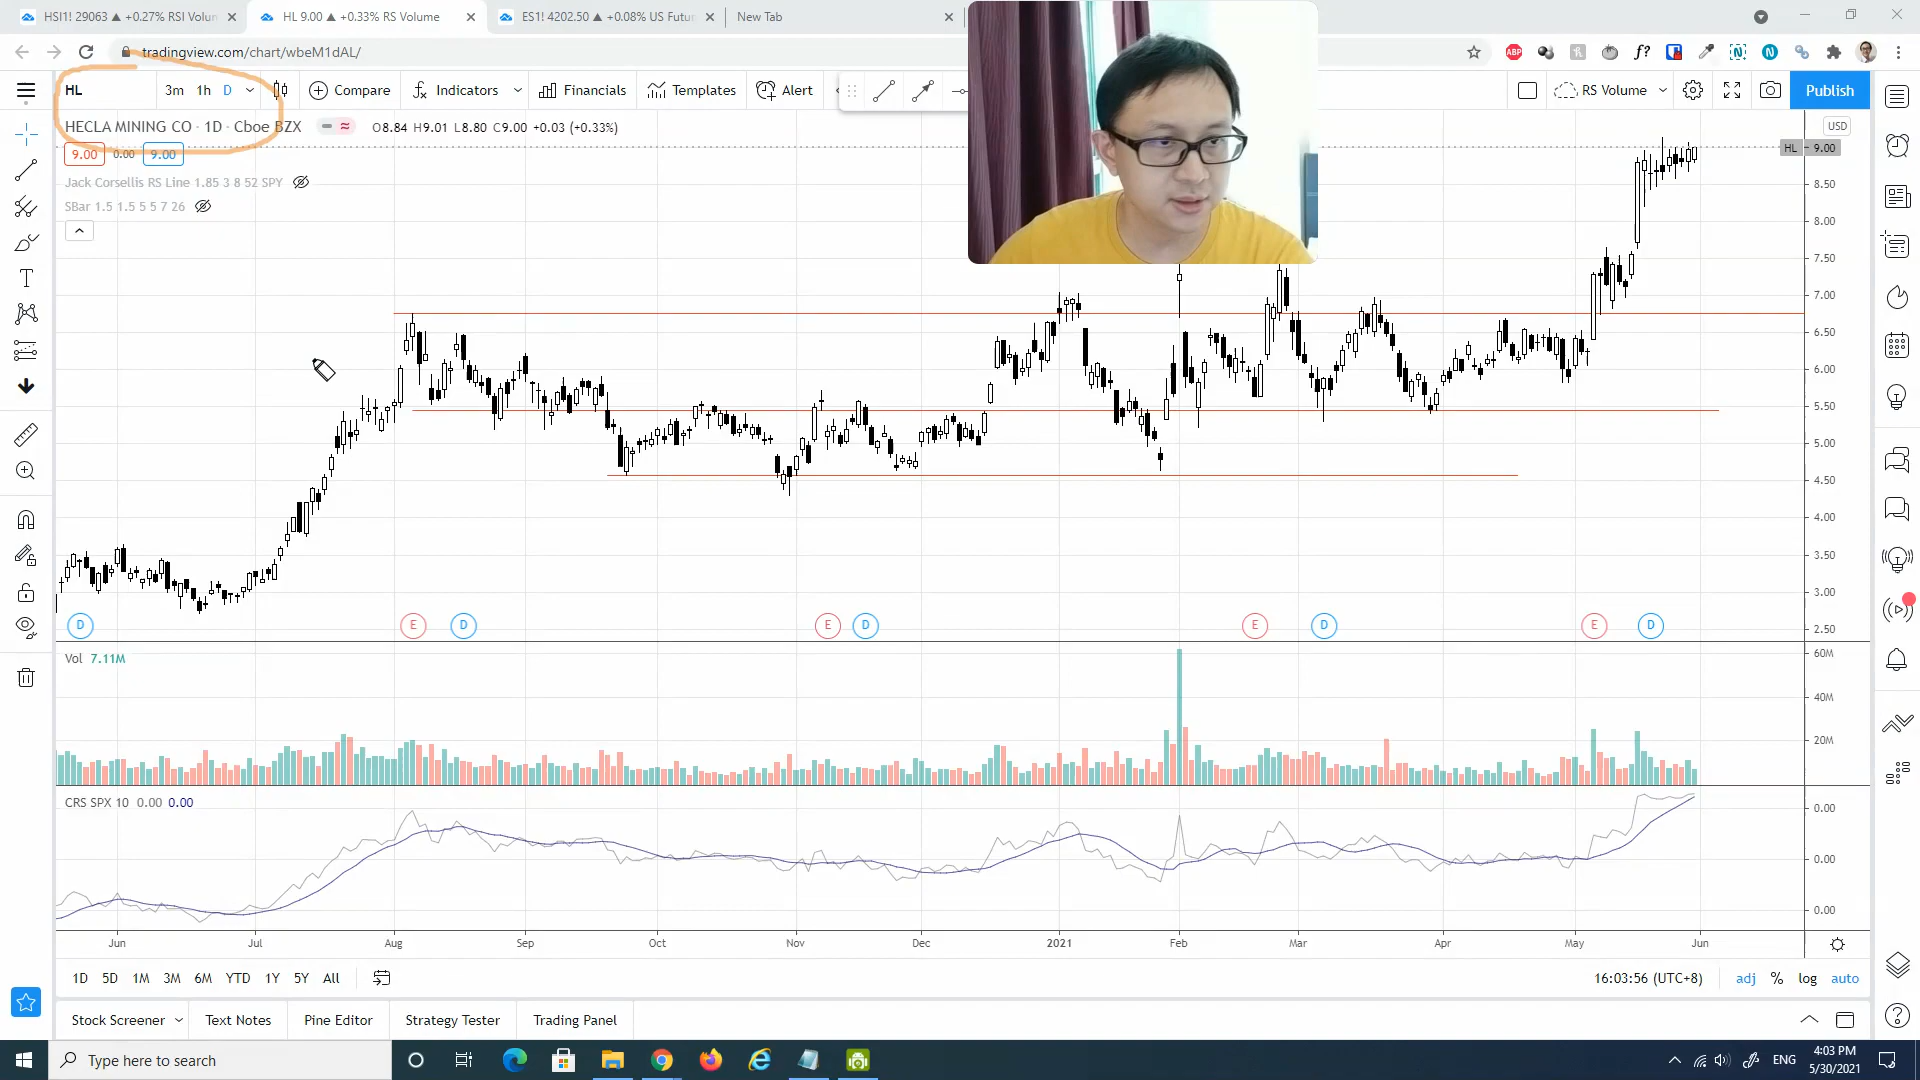 HSI1! 29063 ▲ +0.27% RSI Volun
HL 9.00 ▲ +0.33% RS Volume
ES1! 4202.50 ▲ +0.08% US Futu
New Tab
tradingview.com/chart/wbeM1dAL/
HL
3m 1h D
Compare
Indicators
Financials
Templates
Alert
RS Volume
Publish
HECLA MINING CO · 1D · Cboe BZX
O8.84 H9.01 L8.80 C9.00 +0.03 (+0.33%)
9.00 0.00 9.00
Jack Corsellis RS Line 1.85 3 8 52 SPY
SBar 1.5 1.5 5 5 7 26
USD
HL 9.00
8.50
8.00
7.50
7.00
6.50
6.00
5.50
5.00
4.50
4.00
3.50
3.00
2.50
D E D E D E D E D
Vol 7.11M
60M
40M
20M
CRS SPX 10 0.00 0.00
0.00
0.00
0.00
Jun Jul Aug Sep Oct Nov Dec 2021 Feb Mar Apr May Jun
1D 5D 1M 3M 6M YTD 1Y 5Y All
16:03:56 (UTC+8) adj % log auto
Stock Screener Text Notes Pine Editor Strategy Tester Trading Panel
Type here to search
ENG
4:03 PM
5/30/2021